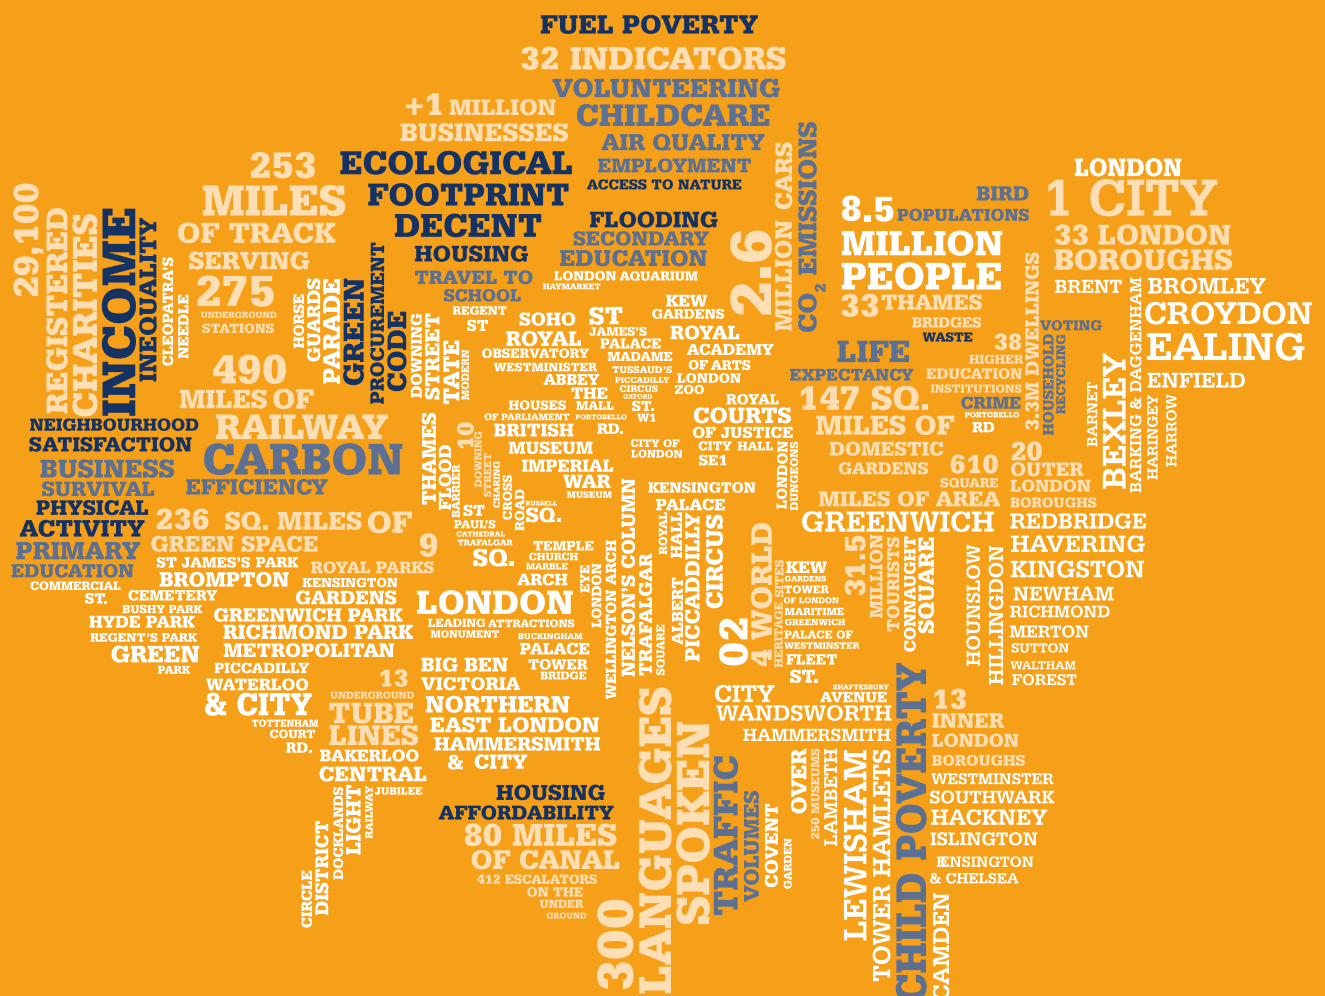 FUEL POVERTY
32 INDICATORS
VOLUNTEERING
CHILDCARE
AIR QUALITY
EMPLOYMENT
ACCESS TO NATURE
+1 MILLION
BUSINESSES
ECOLOGICAL
FOOTPRINT
DECENT
HOUSING
TRAVEL TO
SCHOOL
FLOODING
SECONDARY
EDUCATION
LONDON AQUARIUM
HAYMARKET
2.6
MILLION CARS
CO2 EMISSIONS
253
MILES
OF TRACK
SERVING
275
UNDERGROUND
STATIONS
29,100
REGISTERED
CHARITIES
INCOME
INEQUALITY
CLEOPATRA'S
NEEDLE
HORSE
GUARDS
PARADE
GREEN
PROCUREMENT
CODE
490
MILES OF
RAILWAY
CARBON
EFFICIENCY
NEIGHBOURHOOD
SATISFACTION
BUSINESS
SURVIVAL
PHYSICAL
ACTIVITY
PRIMARY
EDUCATION
236 SQ. MILES OF
GREEN SPACE
9
ROYAL PARKS
ST JAMES'S PARK
BROMPTON
CEMETERY
COMMERCIAL
ST.
BUSHY PARK
HYDE PARK
REGENT'S PARK
GREEN
PARK
KENSINGTON
GARDENS
GREENWICH PARK
RICHMOND PARK
METROPOLITAN
PICCADILLY
WATERLOO
& CITY
TOTTENHAM
COURT
RD.
13
UNDERGROUND
TUBE
LINES
BAKERLOO
CENTRAL
JUBILEE
CIRCLE
DISTRICT
DOCKLANDS
LIGHT
RAILWAY
REGENT
ST
SOHO
ROYAL
OBSERVATORY
WESTMINISTER
ABBEY
THE
MALL
HOUSES
OF PARLIAMENT
PORTOBELLO
RD.
BRITISH
MUSEUM
IMPERIAL
WAR
MUSEUM
DOWNING
STREET
TATE
MODERN
ST
JAMES'S
PALACE
MADAME
TUSSAUD'S
PICCADILLY
CIRCUS
OXFORD
ST.
W1
KEW
GARDENS
ROYAL
ACADEMY
OF ARTS
LONDON
ZOO
ROYAL
COURTS
OF JUSTICE
CITY HALL
SE1
CITY OF
LONDON
LONDON
DUNGEONS
KENSINGTON
PALACE
THAMES
FLOOD
BARRIER
10
DOWNING
STREET
CHARING
CROSS
ROAD
RUSSELL
SQ.
ST
PAUL'S
CATHEDRAL
TRAFALGAR
SQ.
TEMPLE
CHURCH
MARBLE
ARCH
EYE
LONDON
WELLINGTON ARCH
NELSON'S COLUMN
TRAFALGAR
SQUARE
ROYAL
ALBERT
HALL
PICCADDILLY
CIRCUS
LONDON
LEADING ATTRACTIONS
MONUMENT
BUCKINGHAM
PALACE
TOWER
BRIDGE
BIG BEN
VICTORIA
NORTHERN
EAST LONDON
HAMMERSMITH
& CITY
HOUSING
AFFORDABILITY
80 MILES
OF CANAL
412 ESCALATORS
ON THE
UNDER
GROUND
300
LANGUAGES
SPOKEN
TRAFFIC
VOLUMES
COVENT
GARDEN
OVER
250 MUSEUMS
LAMBETH
LEWISHAM
TOWER HAMLETS
CHILD POVERTY
CAMDEN
02
4 WORLD
HERITAGE SITES
KEW
GARDENS
TOWER
OF LONDON
MARITIME
GREENWICH
PALACE OF
WESTMINSTER
FLEET
ST.
SHAFTESBURY
AVENUE
CITY
WANDSWORTH
HAMMERSMITH
31.5
MILLION
TOURISTS
CONNAUGHT
SQUARE
8.5
MILLION
PEOPLE
BIRD
POPULATIONS
33 THAMES
BRIDGES
WASTE
LIFE
EXPECTANCY
38
HIGHER
EDUCATION
INSTITUTIONS
CRIME
PORTOBELLO
RD
147 SQ.
MILES OF
DOMESTIC
GARDENS
610
SQUARE
MILES OF AREA
3.3M DWELLINGS
VOTING
HOUSEHOLD
RECYCLING
LONDON
1 CITY
33 LONDON
BOROUGHS
BRENT
BROMLEY
CROYDON
EALING
ENFIELD
BARNET
BEXLEY
BARKING & DAGGENHAM
HARINGEY
HARROW
20
OUTER
LONDON
BOROUGHS
GREENWICH
REDBRIDGE
HAVERING
KINGSTON
NEWHAM
RICHMOND
MERTON
SUTTON
WALTHAM
FOREST
HOUNSLOW
HILLINGDON
13
INNER
LONDON
BOROUGHS
WESTMINSTER
SOUTHWARK
HACKNEY
ISLINGTON
KENSINGTON
& CHELSEA